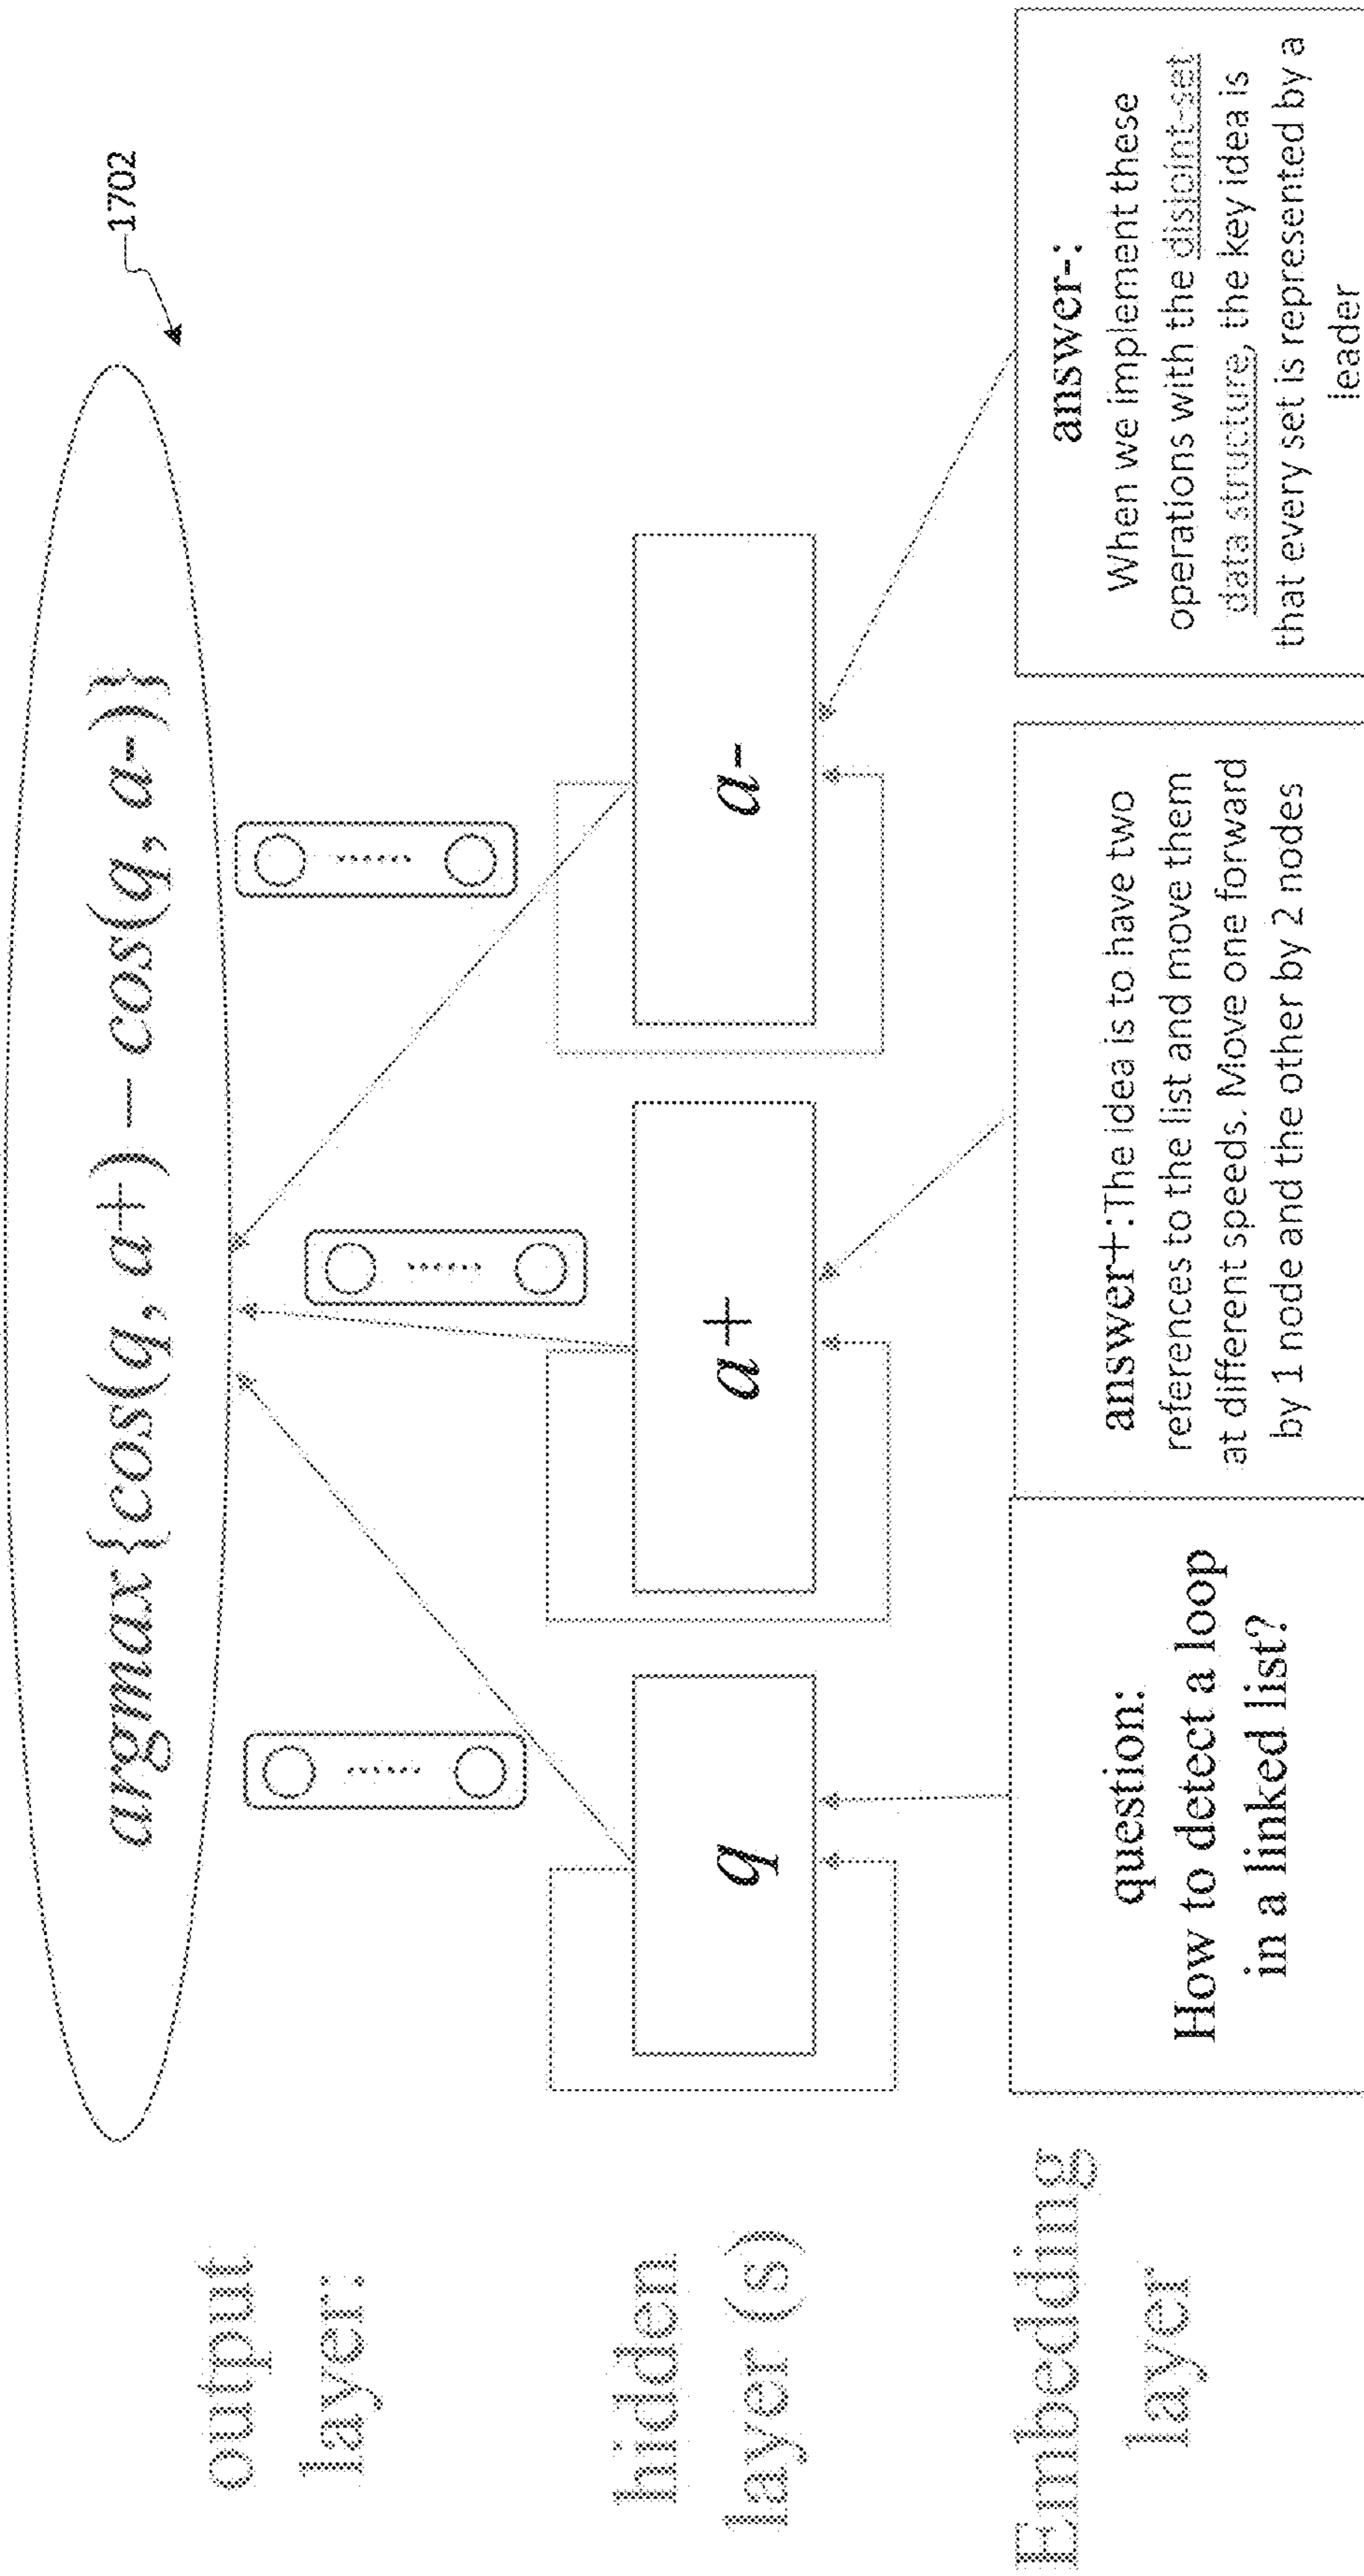 output
layer:
argmax {cos(q, a+) − cos(q, a-)}
1702
hidden
layer (s)
q
a+
a-
Embedding
layer
question:
How to detect a loop
in a linked list?
answer+:The idea is to have two
references to the list and move them
at different speeds. Move one forward
by 1 node and the other by 2 nodes
answer-:
When we implement these
operations with the disjoint-set
data structure, the key idea is
that every set is represented by a
leader